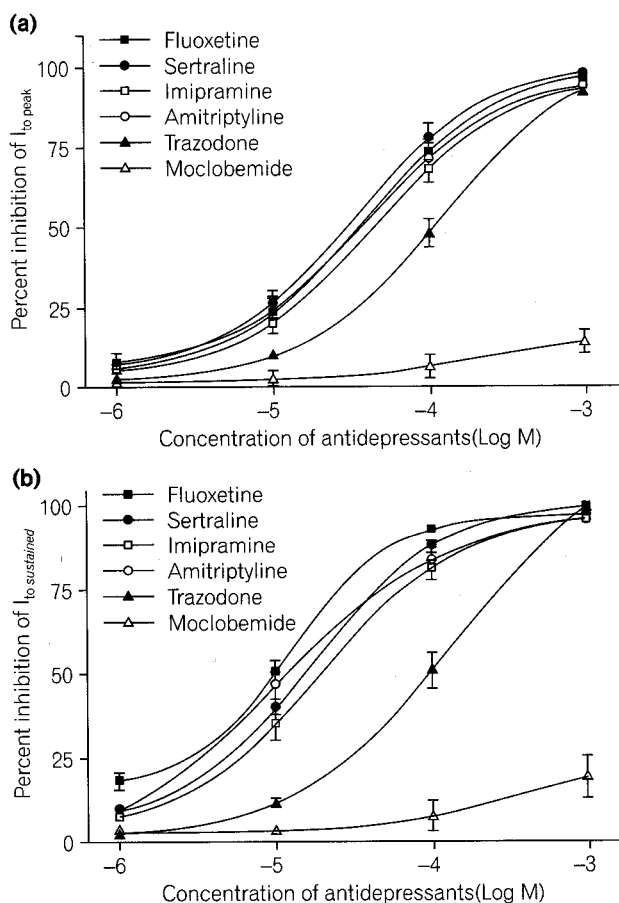 (a)
Fluoxetine
Sertraline
Imipramine
Amitriptyline
Trazodone
Moclobemide
Percent inhibition of I to peak
100
75
50
25
0
-6 -5 -4 -3
Concentration of antidepressants(Log M)
(b)
Fluoxetine
Sertraline
Imipramine
Amitriptyline
Trazodone
Moclobemide
Percent inhibition of I to sustained
100
75
50
25
0
-6 -5 -4 -3
Concentration of antidepressants(Log M)